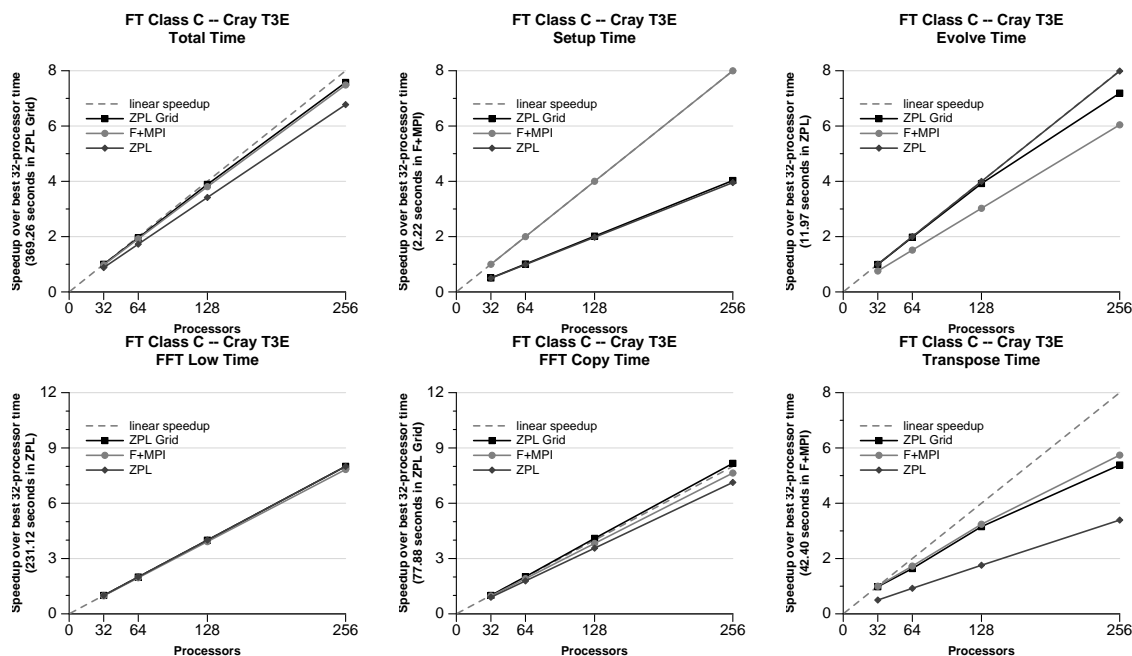 FT Class C -- Cray T3E
Total Time
Speedup over best 32-processor time
(369.26 seconds in ZPL Grid)
8
6
4
2
0
linear speedup
ZPL Grid
F+MPI
ZPL
0 32 64 128 256
Processors
FT Class C -- Cray T3E
Setup Time
Speedup over best 32-processor time
(2.22 seconds in F+MPI)
8
6
4
2
0
linear speedup
ZPL Grid
F+MPI
ZPL
0 32 64 128 256
Processors
FT Class C -- Cray T3E
Evolve Time
Speedup over best 32-processor time
(11.97 seconds in ZPL)
8
6
4
2
0
linear speedup
ZPL Grid
F+MPI
ZPL
0 32 64 128 256
Processors
FT Class C -- Cray T3E
FFT Low Time
Speedup over best 32-processor time
(231.12 seconds in ZPL)
12
9
6
3
0
linear speedup
ZPL Grid
F+MPI
ZPL
0 32 64 128 256
Processors
FT Class C -- Cray T3E
FFT Copy Time
Speedup over best 32-processor time
(77.88 seconds in ZPL Grid)
12
9
6
3
0
linear speedup
ZPL Grid
F+MPI
ZPL
0 32 64 128 256
Processors
FT Class C -- Cray T3E
Transpose Time
Speedup over best 32-processor time
(42.40 seconds in F+MPI)
8
6
4
2
0
linear speedup
ZPL Grid
F+MPI
ZPL
0 32 64 128 256
Processors